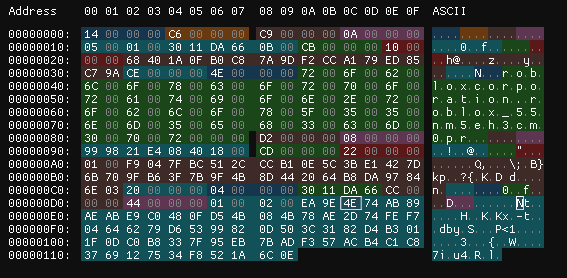 Address 00 01 02 03 04 05 06 07 08 09 0A 0B 0C 0D 0E 0F ASCII
00000000: 14 00 00 00 C6 00 00 00 C9 00 00 00 0A 00 00 00 ................
00000010: 05 00 01 00 30 11 DA 66 0B 00 CB 00 00 00 10 00 ....0..f........
00000020: 00 00 68 40 1A 0F B0 C8 7A 9D F2 CC A1 79 ED 85 ..h@....z....y..
00000030: C7 9A CE 00 00 00 4E 00 00 00 72 00 6F 00 62 00 ......N...r.o.b.
00000040: 6C 00 6F 00 78 00 63 00 6F 00 72 00 70 00 6F 00 l.o.x.c.o.r.p.o.
00000050: 72 00 61 00 74 00 69 00 6F 00 6E 00 2E 00 72 00 r.a.t.i.o.n...r.
00000060: 6F 00 62 00 6C 00 6F 00 78 00 5F 00 35 00 35 00 o.b.l.o.x._.5.5.
00000070: 6E 00 6D 00 35 00 65 00 68 00 33 00 63 00 6D 00 n.m.5.e.h.3.c.m.
00000080: 30 00 70 00 72 00 00 00 D2 00 00 00 08 00 00 00 0.p.r...........
00000090: 99 98 21 E4 08 40 18 00 CD 00 00 00 22 00 00 00 ..!..@......"...
000000A0: 01 00 F9 04 7F BC 51 2C CC B1 0E 5C 3B E1 42 7D ......Q,...\;.B}
000000B0: 6B 70 3F 7B 4B 8D 44 20 64 B8 DA 97 84
000000C0: 6E 03 20 00 00 00 04 00 00 00 30 11 DA 66 CC 00 n. .......0..f..
000000D0: 00 00 44 00 00 00 01 00 02 00 EA 9E 4E 74 AB 89 ..D.........Nt..
000000E0: AE AB E9 C0 48 0F D5 4B 08 4B 78 AE 2D 74 FE F7 ....H..K.Kx.-t..
000000F0: 04 64 62 79 D6 53 99 82 0D 50 3C 31 82 D4 B3 01 .dby.S...P<1....
00000100: 1F 0D C0 B8 33 7F 95 EB 7B AD F3 57 AC B4 C1 C8 ....3...{..W....
00000110: 37 69 12 75 34 F8 52 1A 6C 0E 7i.u4.R.l.